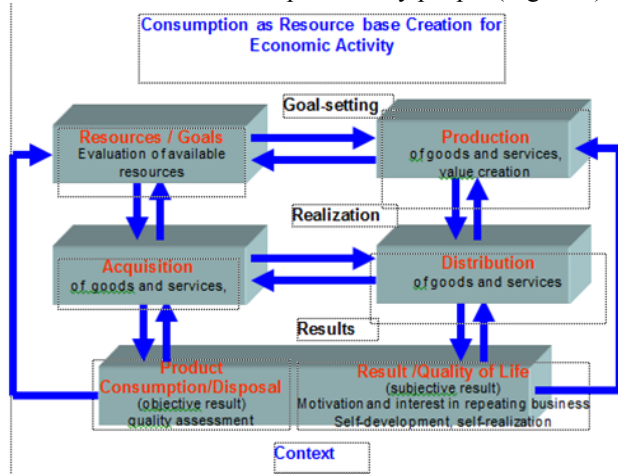 Consumption as Resource base Creation for
Economic Activity
Goal-setting
Resources / Goals
Evaluation of available
resources
Production
of goods and services,
value creation
Realization
Acquisition
of goods and services,
Distribution
of goods and services
Results
Product
Consumption/Disposal
(objective result)
quality assessment
Result /Quality of Life
(subjective result)
Motivation and interest in repeating business
Self-development, self-realization
Context